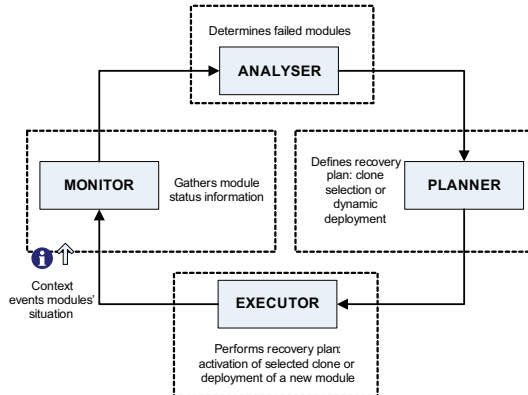 Determines failed modules
ANALYSER
MONITOR
Gathers module
status information
Defines recovery
plan: clone
selection or
dynamic
deployment
PLANNER
i
Context
events modules'
situation
EXECUTOR
Performs recovery plan:
activation of selected clone or
deployment of a new module